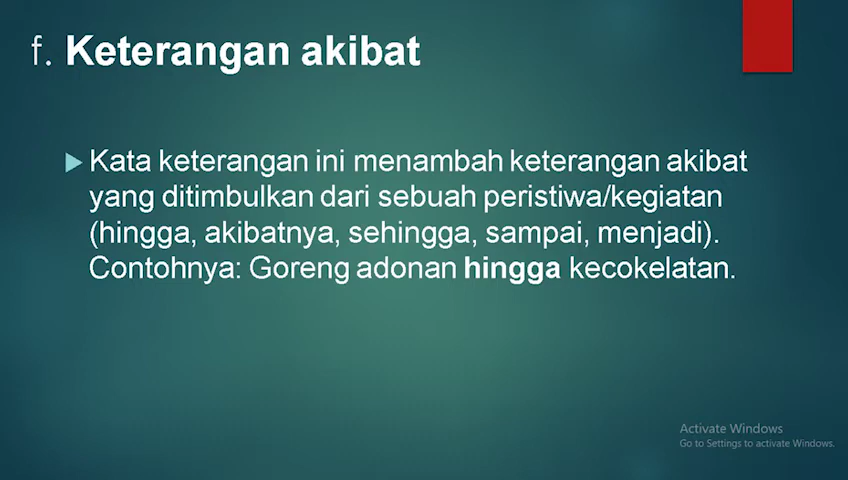 f. Keterangan akibat
Kata keterangan ini menambah keterangan akibat
yang ditimbulkan dari sebuah peristiwa/kegiatan
(hingga, akibatnya, sehingga, sampai, menjadi).
Contohnya: Goreng adonan hingga kecokelatan.
Activate Windows
Go to Settings to activate Windows.